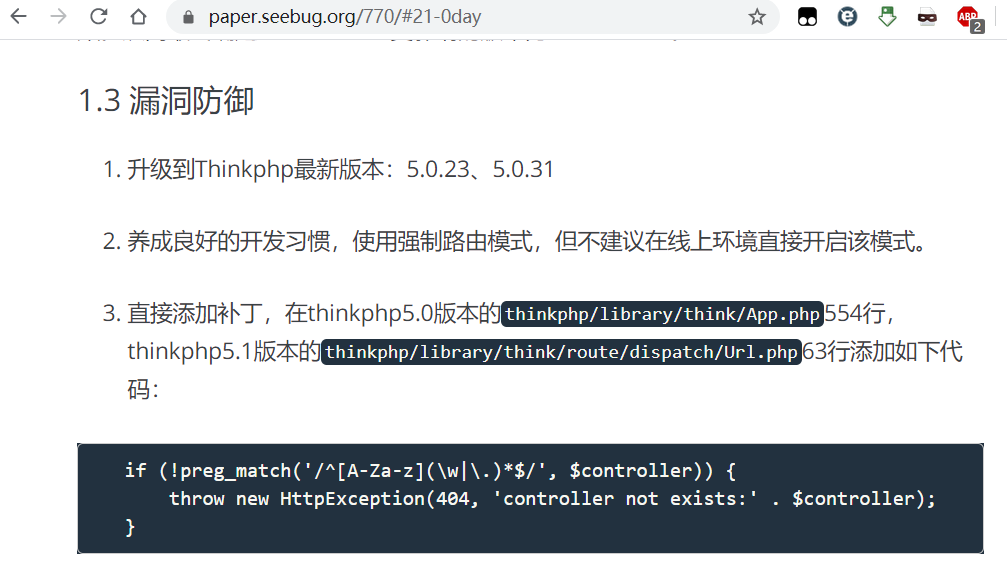 paper.seebug.org/770/#21-0day
ABP
2
1.3 漏洞防御
1. 升级到Thinkphp最新版本：5.0.23、5.0.31
2. 养成良好的开发习惯，使用强制路由模式，但不建议在线上环境直接开启该模式。
3. 直接添加补丁，在thinkphp5.0版本的thinkphp/library/think/App.php554行，
thinkphp5.1版本的thinkphp/library/think/route/dispatch/Url.php63行添加如下代
码：
if (!preg_match('/^[A-Za-z](\w|\.)*$/', $controller)) {
    throw new HttpException(404, 'controller not exists:' . $controller);
}